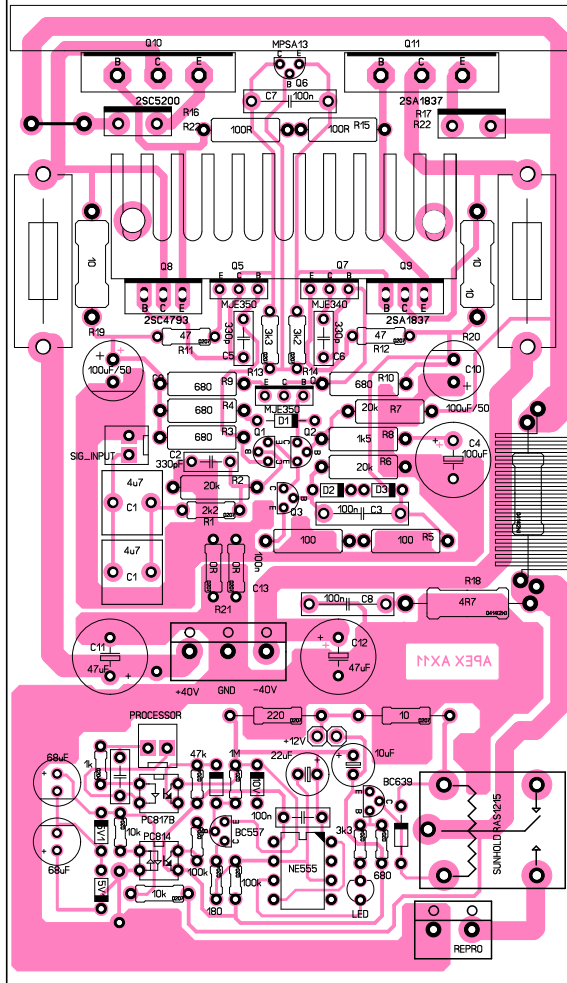 Q10 MPSA13 Q11
B C E C E B C E
B Q6
C7 100n
2SC5200 2SA1837
R16 R17
R22 100R 100R R15 R22
10 10
Q8 Q5 Q7 Q9
B C E E C B E C B B C E
MJE350 MJE340
2SC4793 2SA1837
330p 3k3 3k2 330p
R19 47 47 R20
R11 C5 R13 R14 C6 R12
100uF/50 C10
680 R9 680 R10
E C B
MJE350 100uF/50
680 R4 20k R7
D1
680 R3 Q1 Q2 1k5 R8 C4
SIG_INPUT 100uF
C2 20k R6
330pF
4u7 20k R2 D2 D3
C1 2k2 Q3 100n C3
R1
4u7 100 100 R5
C1 0R 0R 100n
R21 C13 100n C8 R18
4R7
C11 C12
47uF 47uF APEX AX11
+40V GND -40V
PROCESSOR 220 10
+12V
68uF 1k 47k 1M 22uF 10uF
PC817B 10V BC639
5V1 10k PC814 BC557 100n 3k3
68uF 100k NE555 680
5V1 10k 100k
180 LED
SUNHOLD RAS1215
REPRO